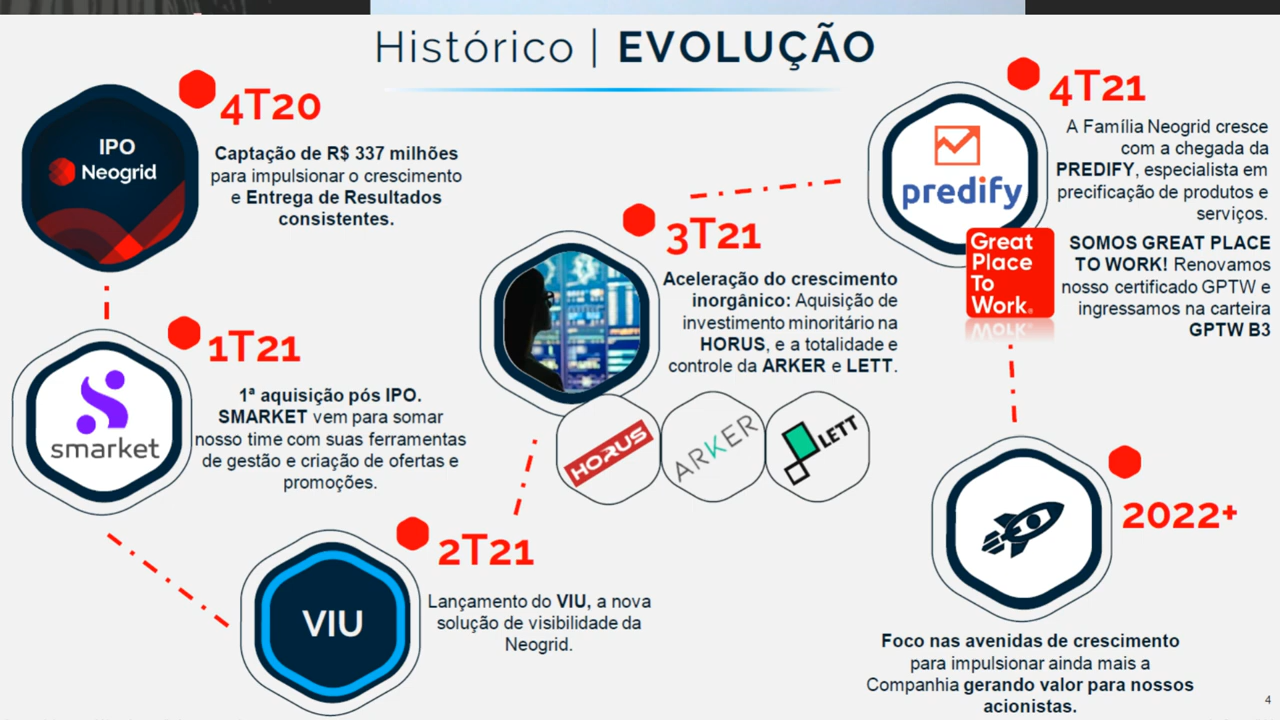 Histórico | EVOLUÇÃO
IPO
Neogrid
4T20
Captação de R$ 337 milhões
para impulsionar o crescimento
e Entrega de Resultados
consistentes.
smarket
1T21
1ª aquisição pós IPO.
SMARKET vem para somar
nosso time com suas ferramentas
de gestão e criação de ofertas e
promoções.
VIU
2T21
Lançamento do VIU, a nova
solução de visibilidade da
Neogrid.
3T21
Aceleração do crescimento
inorgânico: Aquisição de
investimento minoritário na
HORUS, e a totalidade e
controle da ARKER e LETT.
HORUS
ARKER
LETT
predify
4T21
A Família Neogrid cresce
com a chegada da
PREDIFY, especialista em
precificação de produtos e
serviços.
Great
Place
To
Work.
SOMOS GREAT PLACE
TO WORK! Renovamos
nosso certificado GPTW e
ingressamos na carteira
GPTW B3
2022+
Foco nas avenidas de crescimento
para impulsionar ainda mais a
Companhia gerando valor para nossos
acionistas.
4